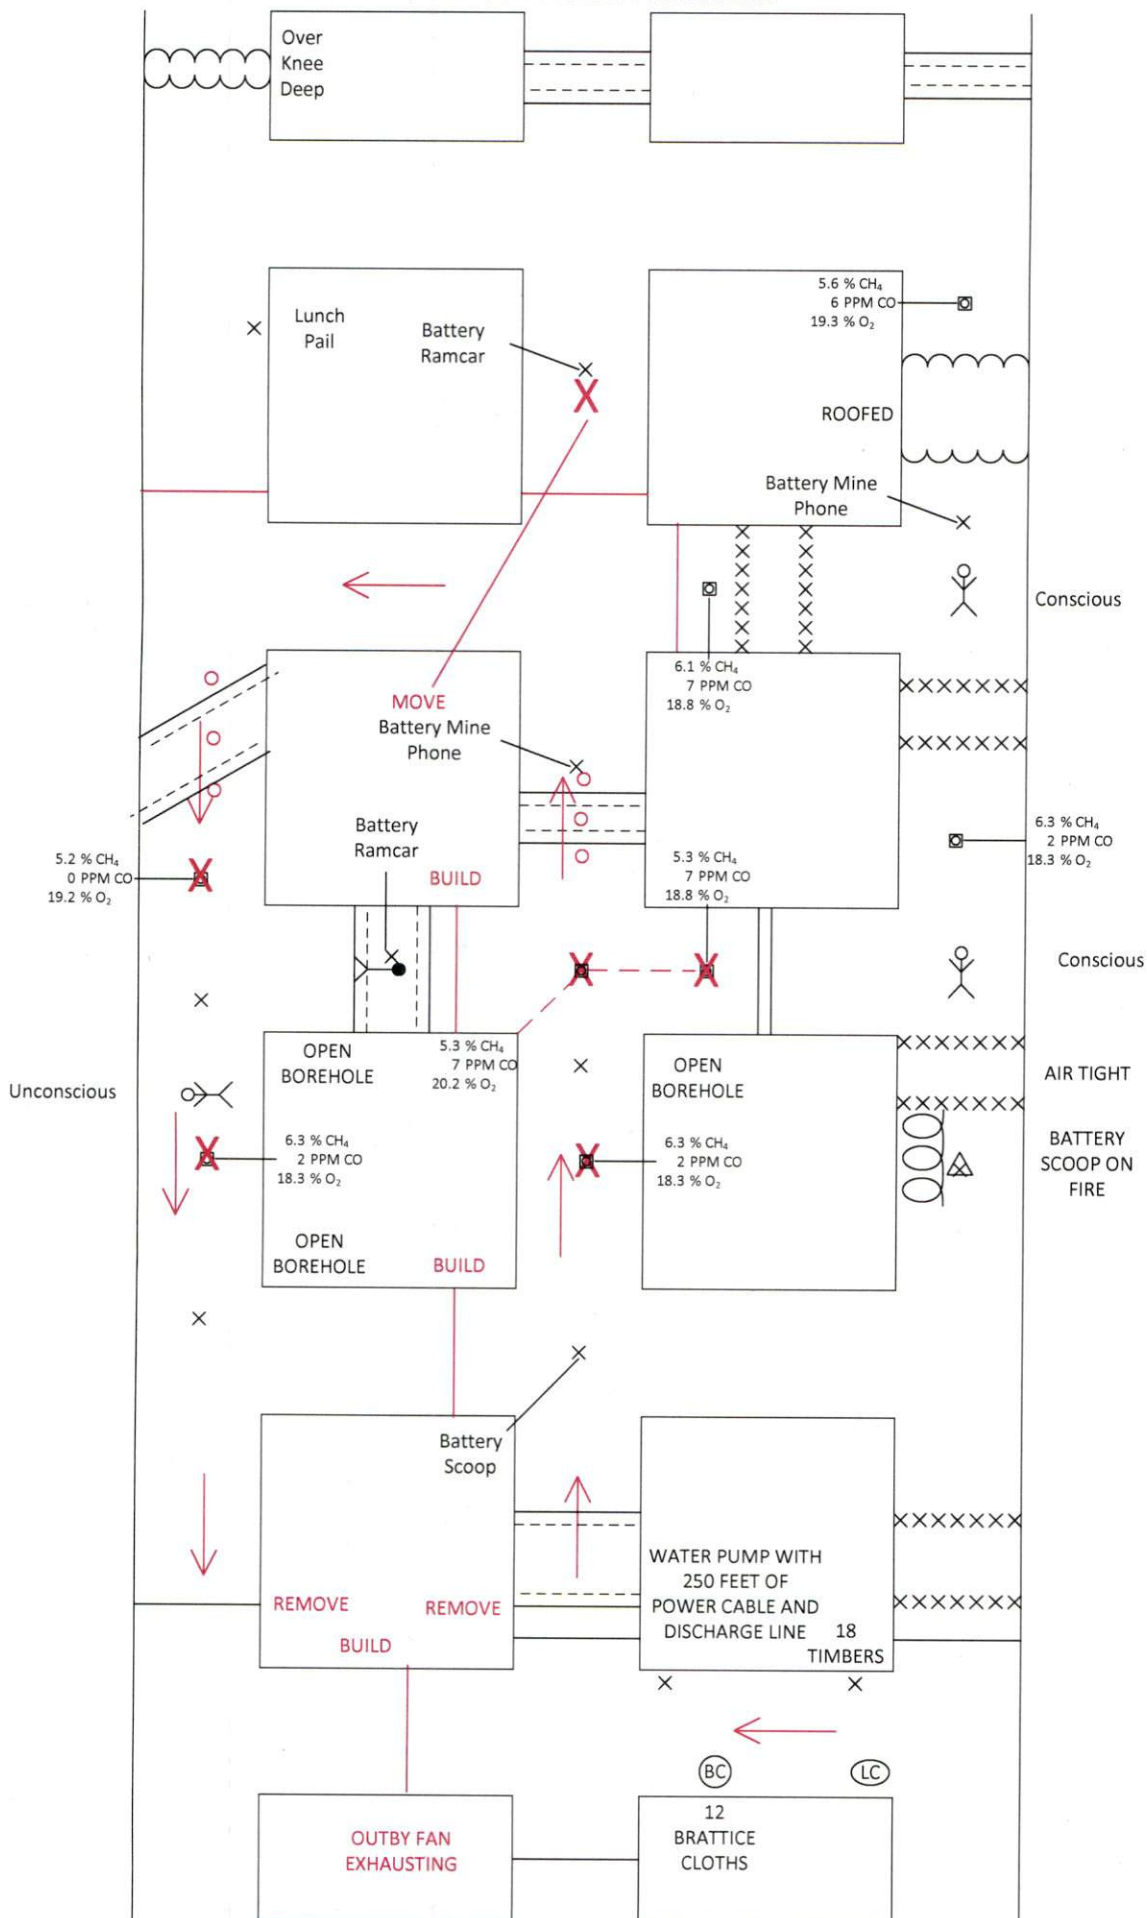 Over
Knee
Deep
5.6 % CH₄
6 PPM CO
19.3 % O₂
Lunch
Pail
Battery
Ramcar
X
ROOFED
Battery Mine
Phone
Conscious
6.1 % CH₄
7 PPM CO
18.8 % O₂
MOVE
Battery Mine
Phone
Battery
Ramcar
5.2 % CH₄
0 PPM CO
19.2 % O₂
X
BUILD
5.3 % CH₄
7 PPM CO
18.8 % O₂
6.3 % CH₄
2 PPM CO
18.3 % O₂
X
X
Conscious
OPEN
BOREHOLE
5.3 % CH₄
7 PPM CO
20.2 % O₂
OPEN
BOREHOLE
AIR TIGHT
Unconscious
X
6.3 % CH₄
2 PPM CO
18.3 % O₂
X
6.3 % CH₄
2 PPM CO
18.3 % O₂
BATTERY
SCOOP ON
FIRE
OPEN
BOREHOLE
BUILD
Battery
Scoop
WATER PUMP WITH
250 FEET OF
POWER CABLE AND
DISCHARGE LINE
18
TIMBERS
REMOVE
REMOVE
BUILD
BC
LC
OUTBY FAN
EXHAUSTING
12
BRATTICE
CLOTHS